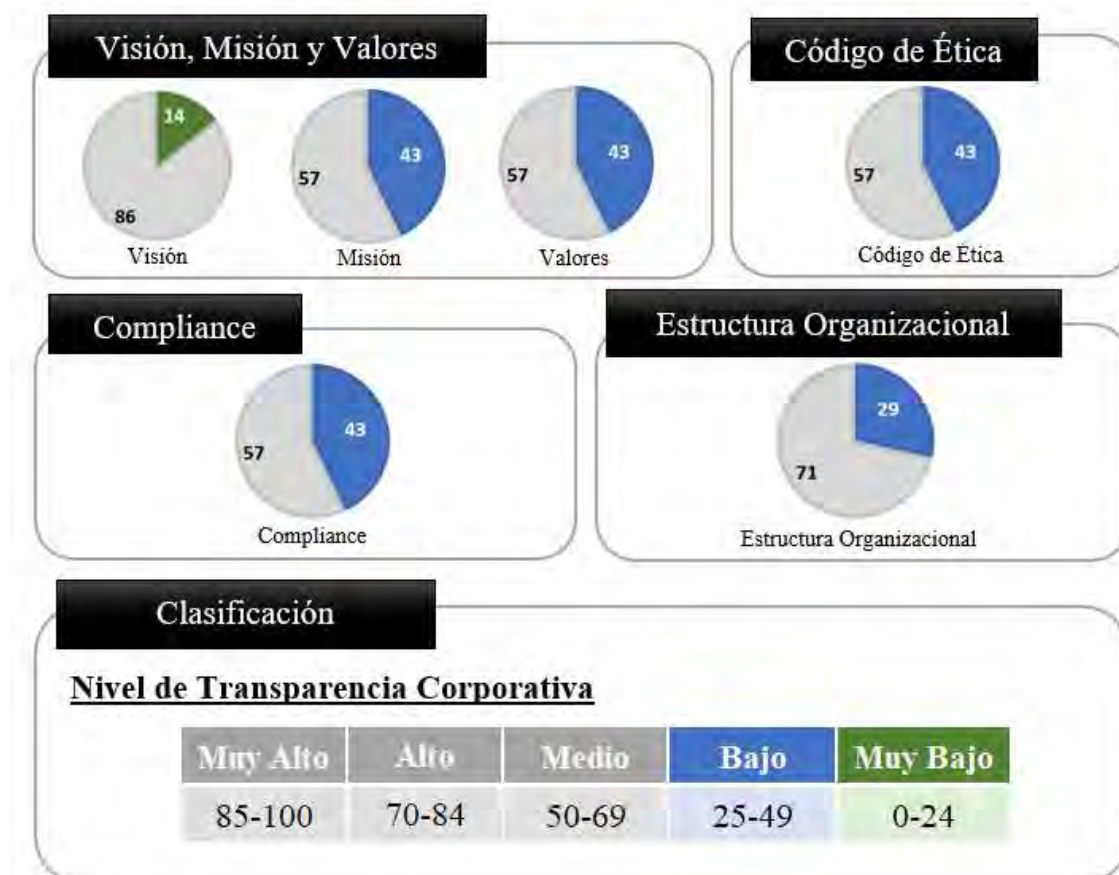 Visión, Misión y Valores
14
86
Visión
43
57
Misión
43
57
Valores
Código de Ética
43
57
Código de Ética
Compliance
43
57
Compliance
Estructura Organizacional
29
71
Estructura Organizacional
Clasificación
Nivel de Transparencia Corporativa
Muy Alto Alto Medio Bajo Muy Bajo
85-100 70-84 50-69 25-49 0-24